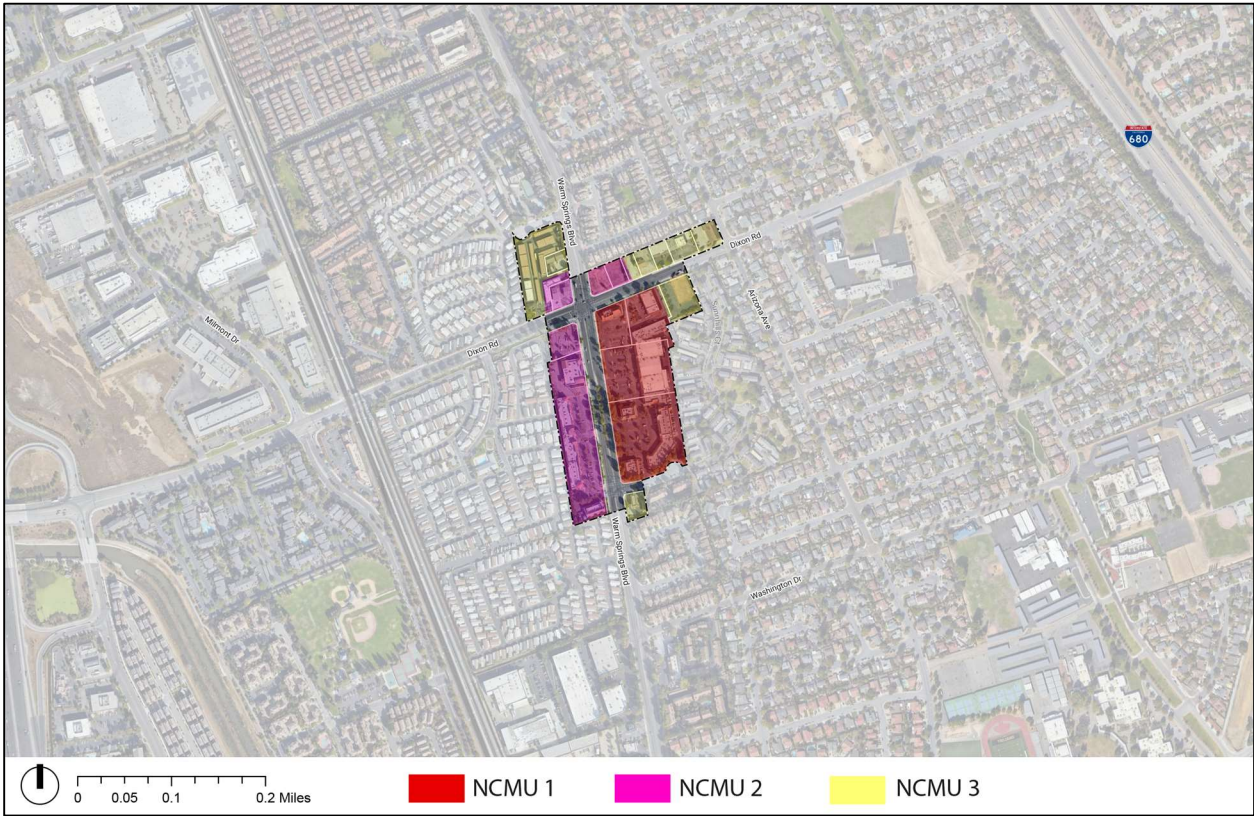 INTERSTATE
680
Warm Springs Blvd
Dixon Rd
Arizona Ave
Milmont Dr
Dixon Rd
Warm Springs Blvd
Washington Dr
0 0.05 0.1 0.2 Miles
NCMU 1
NCMU 2
NCMU 3